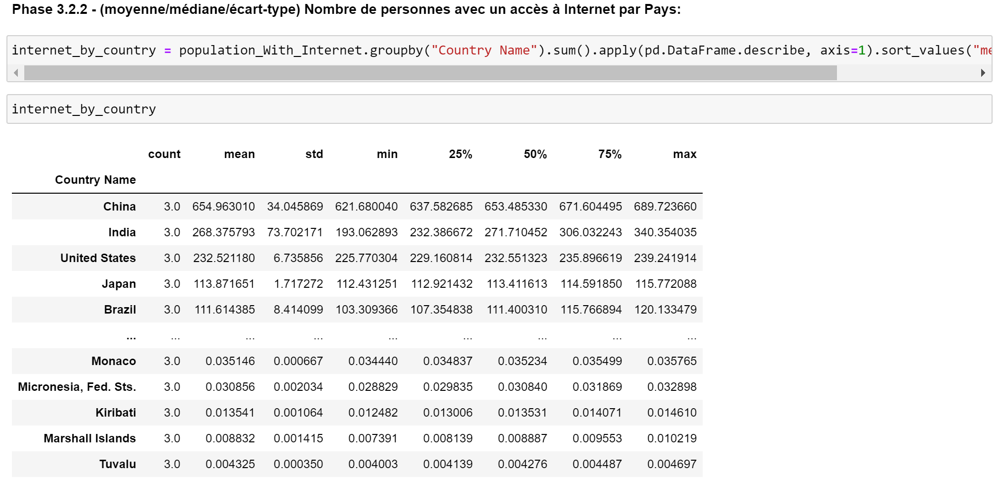 Phase 3.2.2 - (moyenne/médiane/écart-type) Nombre de personnes avec un accès à Internet par Pays:
internet_by_country = population_With_Internet.groupby("Country Name").sum().apply(pd.DataFrame.describe, axis=1).sort_values("me
internet_by_country
count mean std min 25% 50% 75% max
Country Name
China 3.0 654.963010 34.045869 621.680040 637.582685 653.485330 671.604495 689.723660
India 3.0 268.375793 73.702171 193.062893 232.386672 271.710452 306.032243 340.354035
United States 3.0 232.521180 6.735856 225.770304 229.160814 232.551323 235.896619 239.241914
Japan 3.0 113.871651 1.717272 112.431251 112.921432 113.411613 114.591850 115.772088
Brazil 3.0 111.614385 8.414099 103.309366 107.354838 111.400310 115.766894 120.133479
... ... ... ... ... ... ... ... ...
Monaco 3.0 0.035146 0.000667 0.034440 0.034837 0.035234 0.035499 0.035765
Micronesia, Fed. Sts. 3.0 0.030856 0.002034 0.028829 0.029835 0.030840 0.031869 0.032898
Kiribati 3.0 0.013541 0.001064 0.012482 0.013006 0.013531 0.014071 0.014610
Marshall Islands 3.0 0.008832 0.001415 0.007391 0.008139 0.008887 0.009553 0.010219
Tuvalu 3.0 0.004325 0.000350 0.004003 0.004139 0.004276 0.004487 0.004697